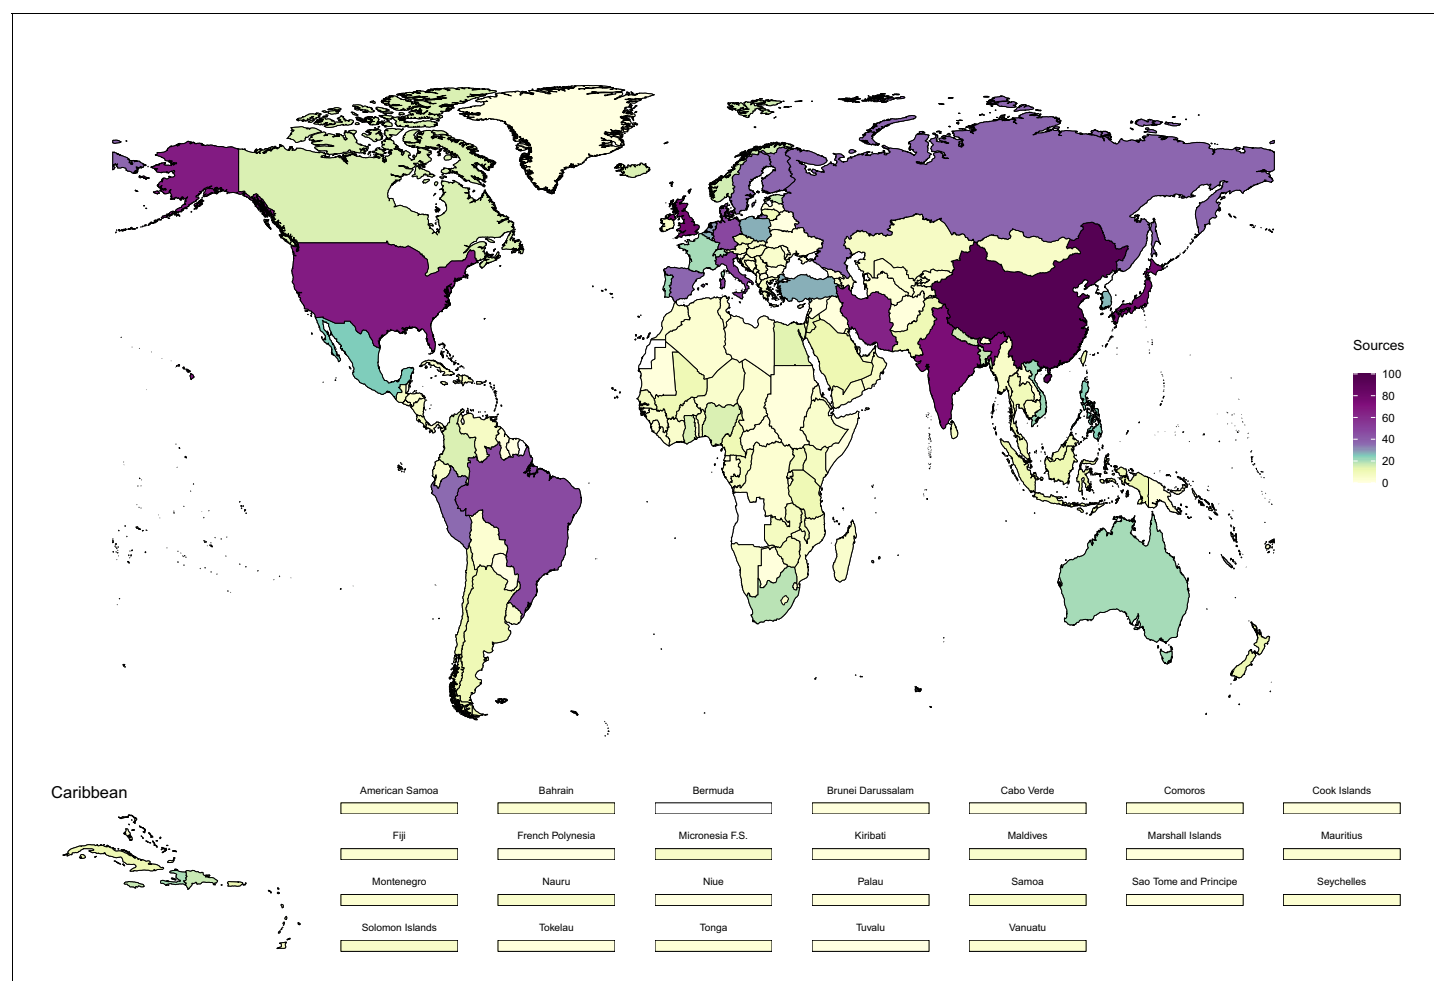 Sources
100
80
60
40
20
0
Caribbean
American Samoa
Bahrain
Bermuda
Brunei Darussalam
Cabo Verde
Comoros
Cook Islands
Fiji
French Polynesia
Micronesia F.S.
Kiribati
Maldives
Marshall Islands
Mauritius
Montenegro
Nauru
Niue
Palau
Samoa
Sao Tome and Principe
Seychelles
Solomon Islands
Tokelau
Tonga
Tuvalu
Vanuatu